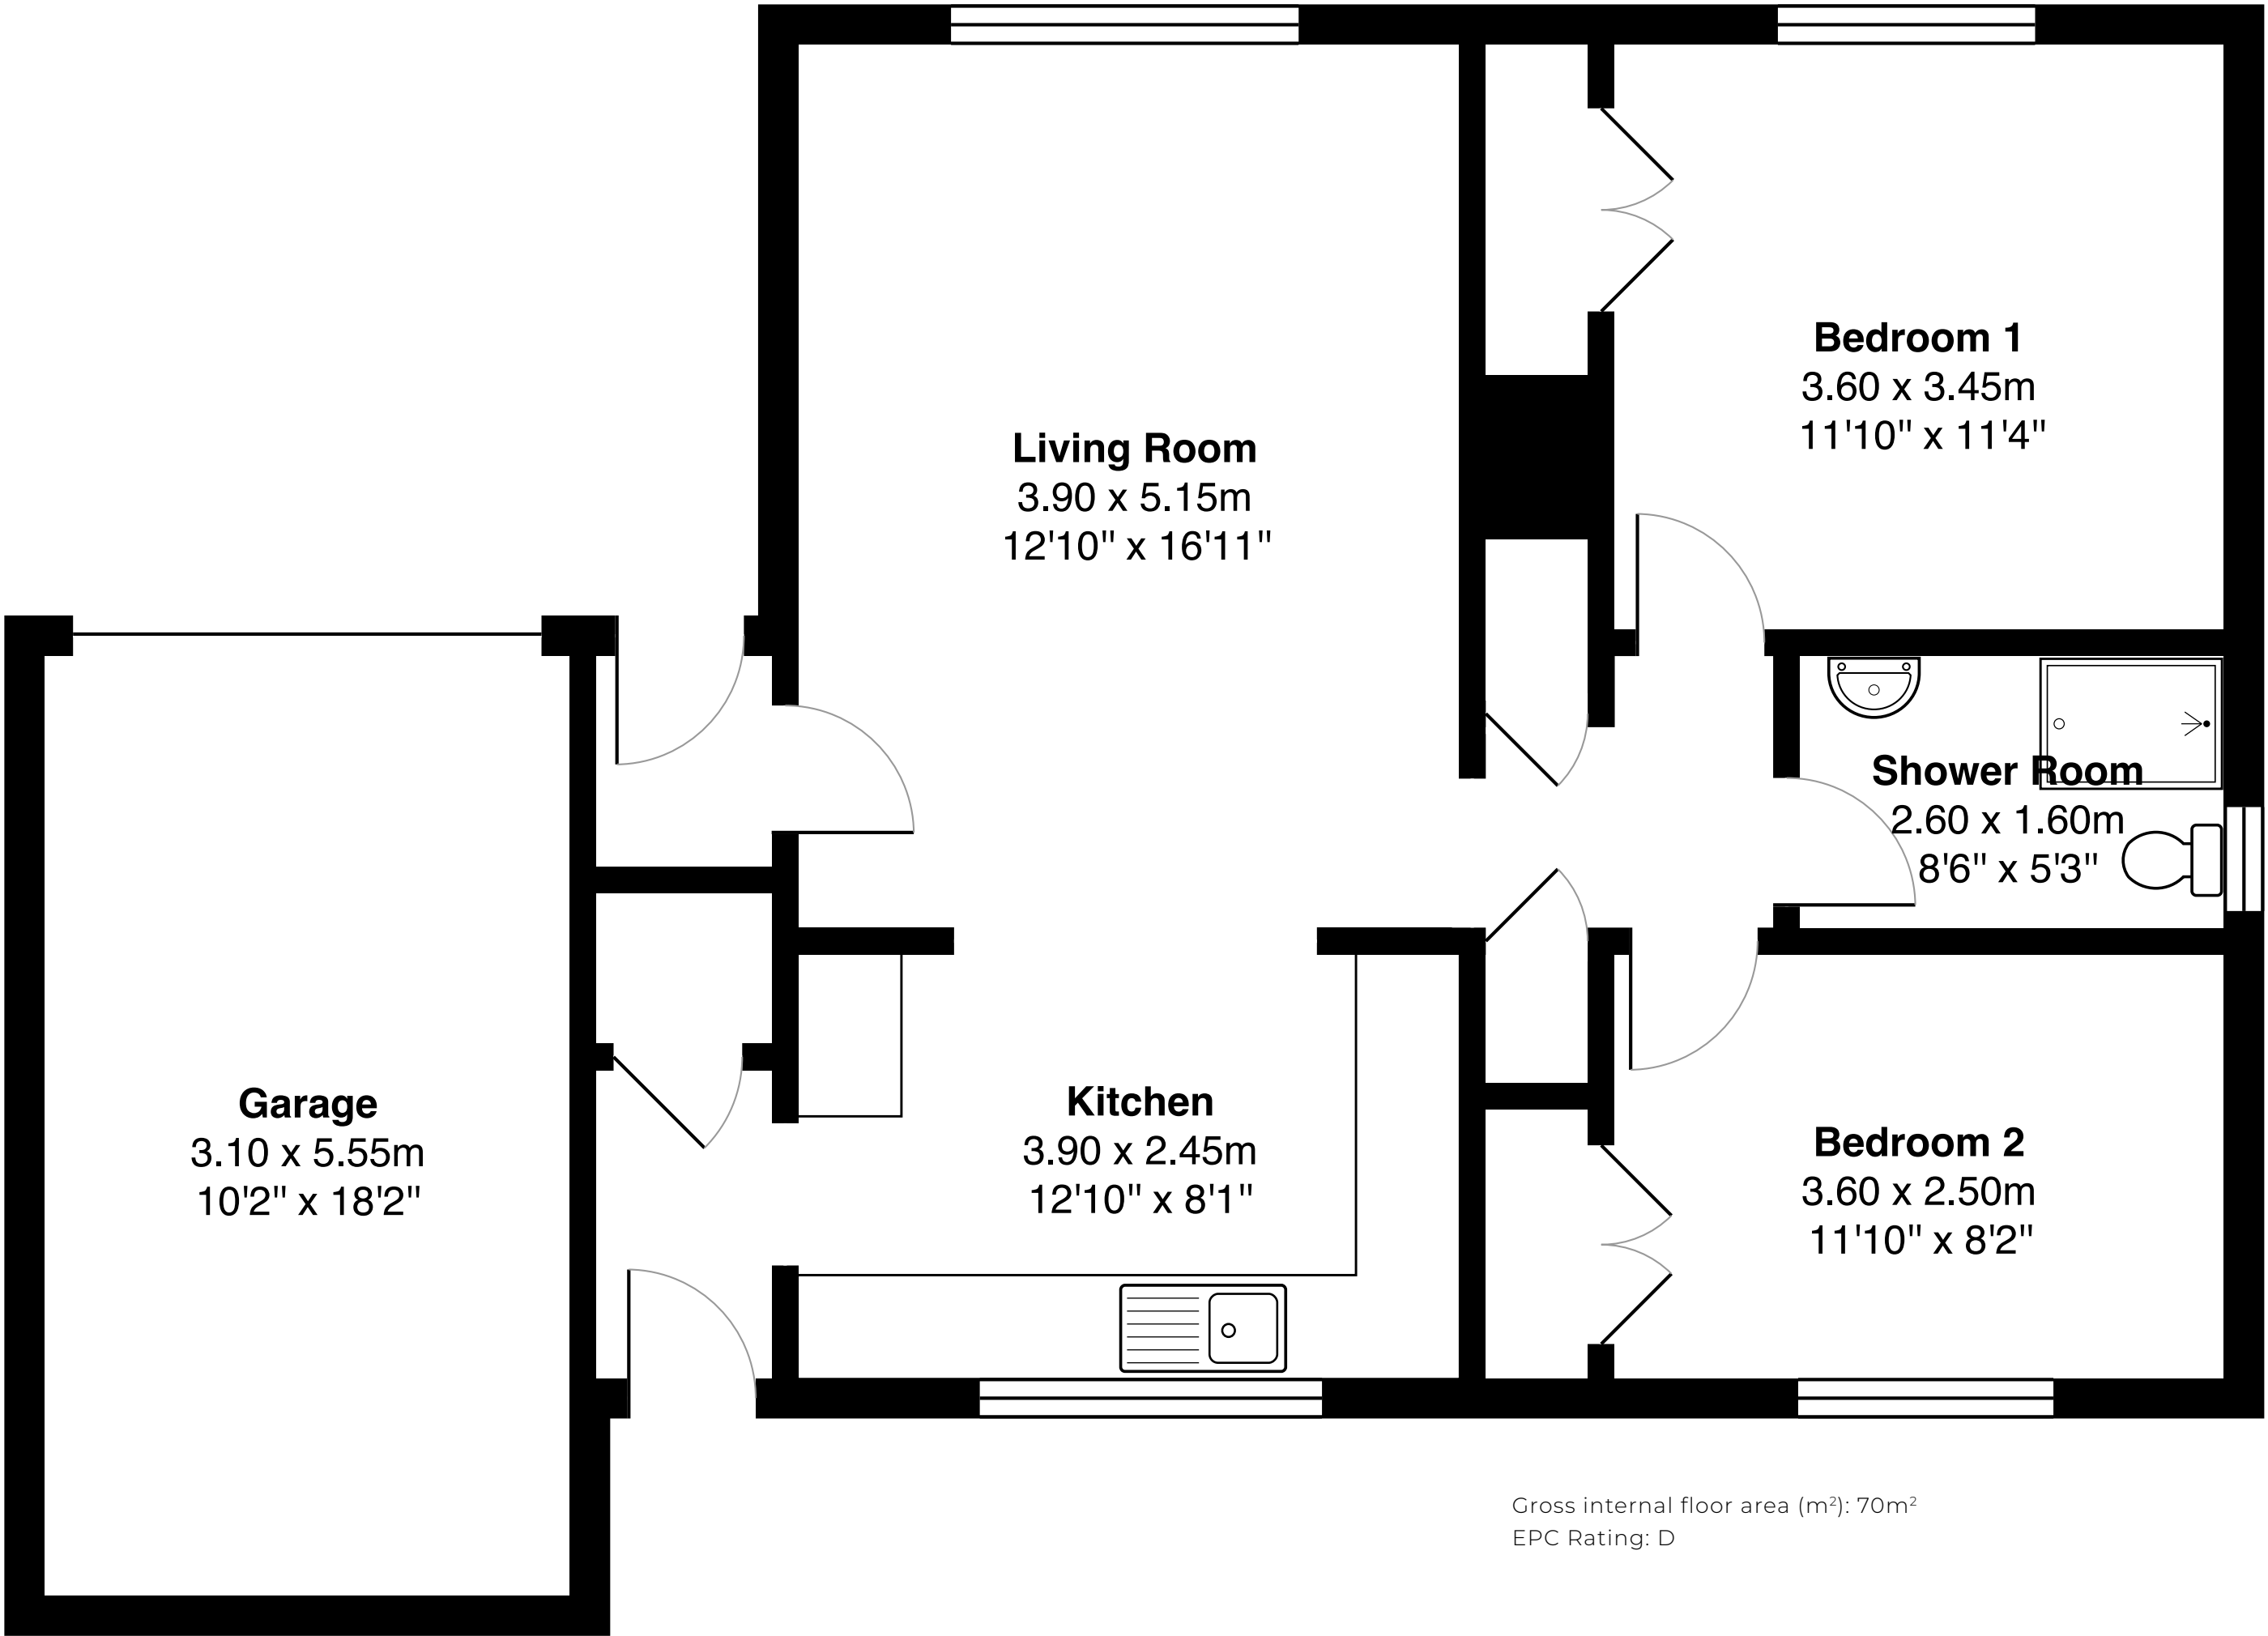 Bedroom 1
3.60 x 3.45m
11'10" x 11'4"
Living Room
3.90 x 5.15m
12'10" x 16'11"
Shower Room
2.60 x 1.60m
8'6" x 5'3"
Garage
3.10 x 5.55m
10'2" x 18'2"
Kitchen
3.90 x 2.45m
12'10" x 8'1"
Bedroom 2
3.60 x 2.50m
11'10" x 8'2"
Gross internal floor area (m²): 70m²
EPC Rating: D